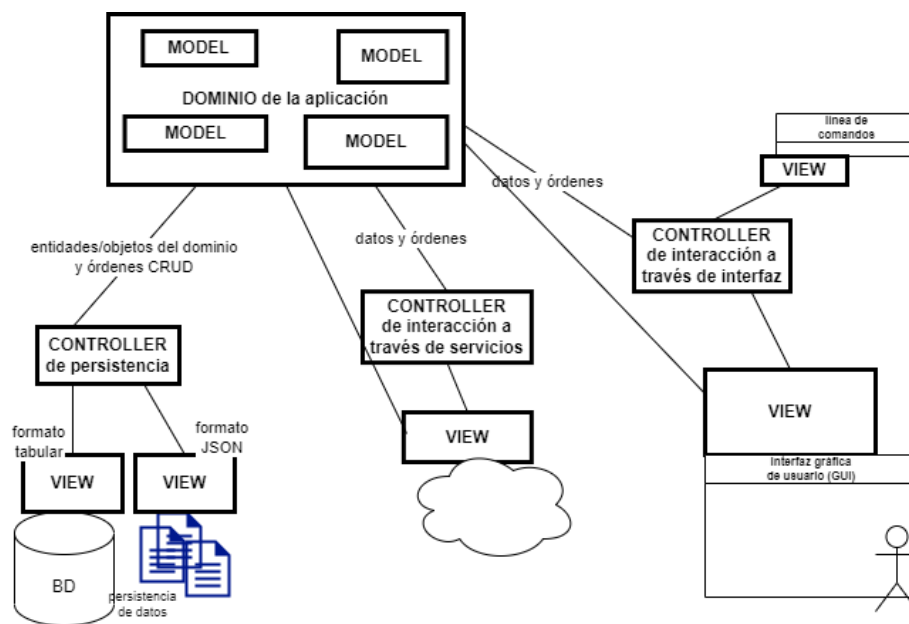 MODEL
MODEL
DOMINIO de la aplicación
MODEL
MODEL
línea de
comandos
VIEW
datos y órdenes
entidades/objetos del dominio
y órdenes CRUD
datos y órdenes
CONTROLLER
de interacción a
través de interfaz
CONTROLLER
de interacción a
través de servicios
CONTROLLER
de persistencia
VIEW
formato
tabular
formato
JSON
VIEW
VIEW
VIEW
Interfaz gráfica
de usuario (GUI)
BD
persistencia
de datos